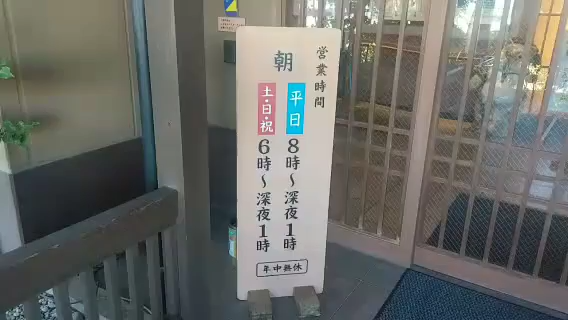 営業時間
朝
平日
8時～深夜1時
土・日・祝
6時～深夜1時
年中無休